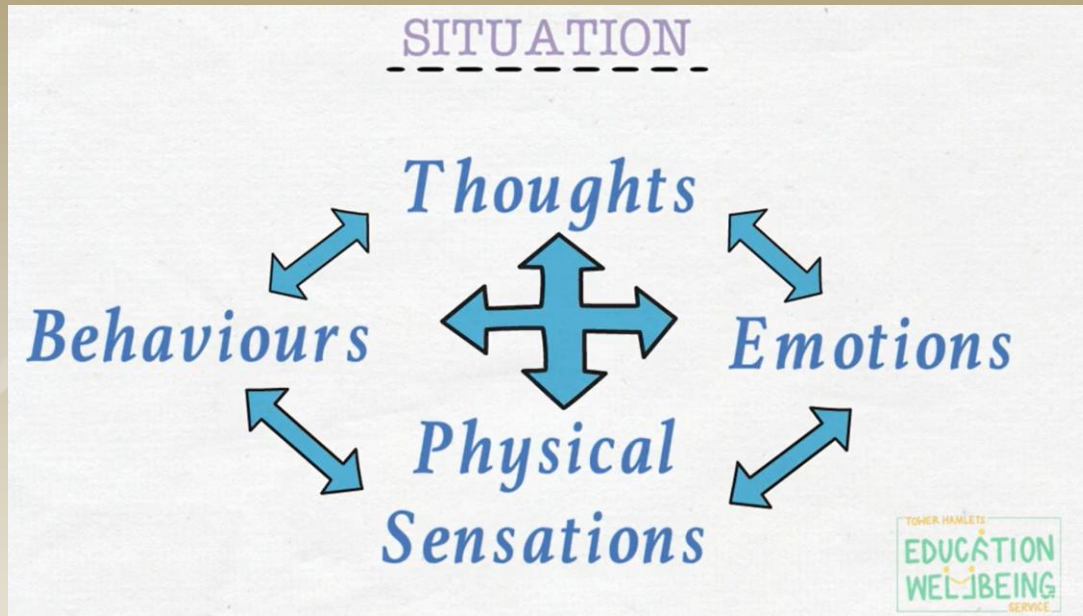 SITUATION
Thoughts
Behaviours
Emotions
Physical
Sensations
TOWER HAMLETS
EDUCATION
WELLBEING
SERVICE